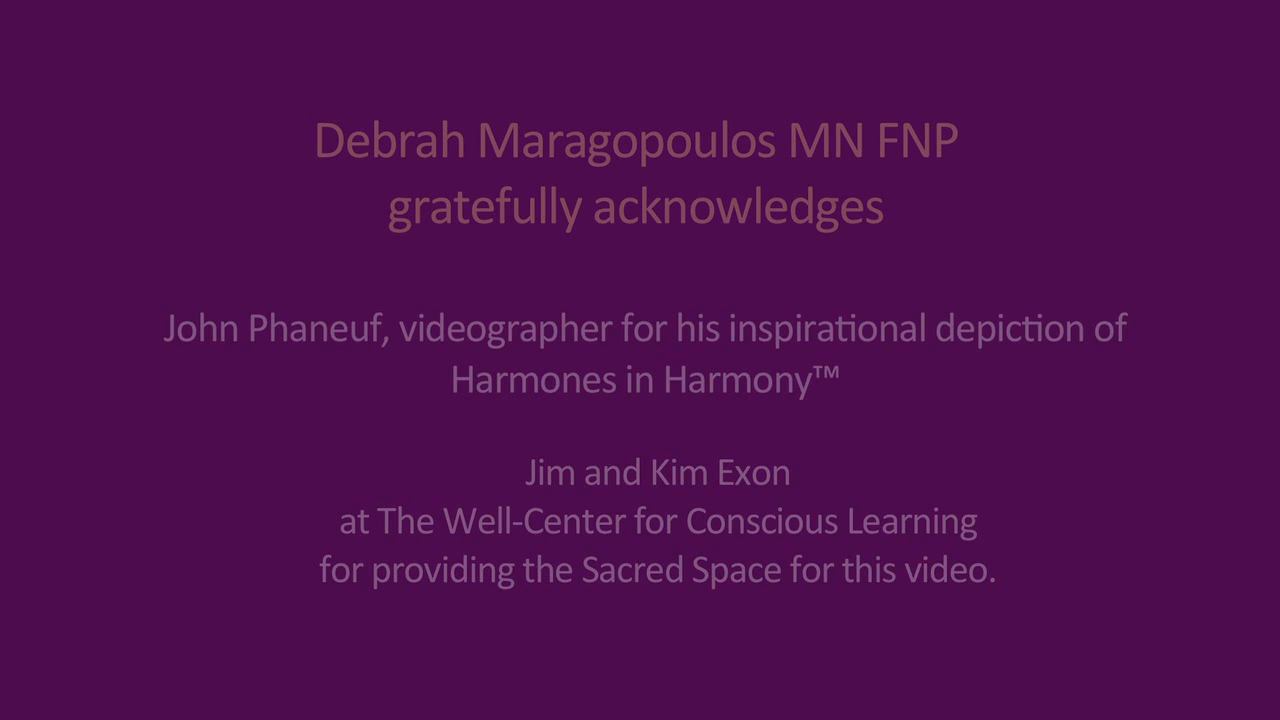 Debrah Maragopoulos MN FNP
gratefully acknowledges
John Phaneuf, videographer for his inspirational depiction of
Harmones in Harmony™
Jim and Kim Exon
at The Well-Center for Conscious Learning
for providing the Sacred Space for this video.